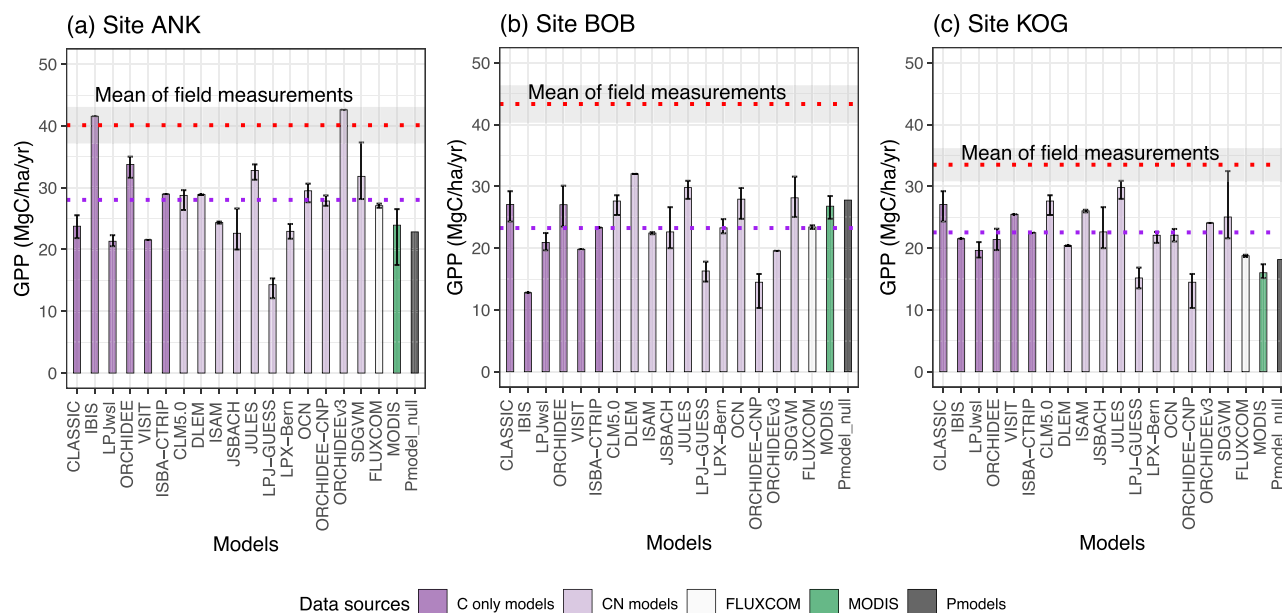 (a) Site ANK
GPP (MgC/ha/yr)
50
40
30
20
10
0
Mean of field measurements
CLASSIC
IBIS
LPJwsl
ORCHIDEE
VISIT
ISBA−CTRIP
CLM5.0
DLEM
ISAM
JSBACH
JULES
LPJ−GUESS
LPX−Bern
OCN
ORCHIDEE−CNP
ORCHIDEEv3
SDGVM
FLUXCOM
MODIS
Pmodel_null
Models
(b) Site BOB
GPP (MgC/ha/yr)
50
40
30
20
10
0
Mean of field measurements
CLASSIC
IBIS
LPJwsl
ORCHIDEE
VISIT
ISBA−CTRIP
CLM5.0
DLEM
ISAM
JSBACH
JULES
LPJ−GUESS
LPX−Bern
OCN
ORCHIDEE−CNP
ORCHIDEEv3
SDGVM
FLUXCOM
MODIS
Pmodel_null
Models
(c) Site KOG
GPP (MgC/ha/yr)
50
40
30
20
10
0
Mean of field measurements
CLASSIC
IBIS
LPJwsl
ORCHIDEE
VISIT
ISBA−CTRIP
CLM5.0
DLEM
ISAM
JSBACH
JULES
LPJ−GUESS
LPX−Bern
OCN
ORCHIDEE−CNP
ORCHIDEEv3
SDGVM
FLUXCOM
MODIS
Pmodel_null
Models
Data sources C only models CN models FLUXCOM MODIS Pmodels